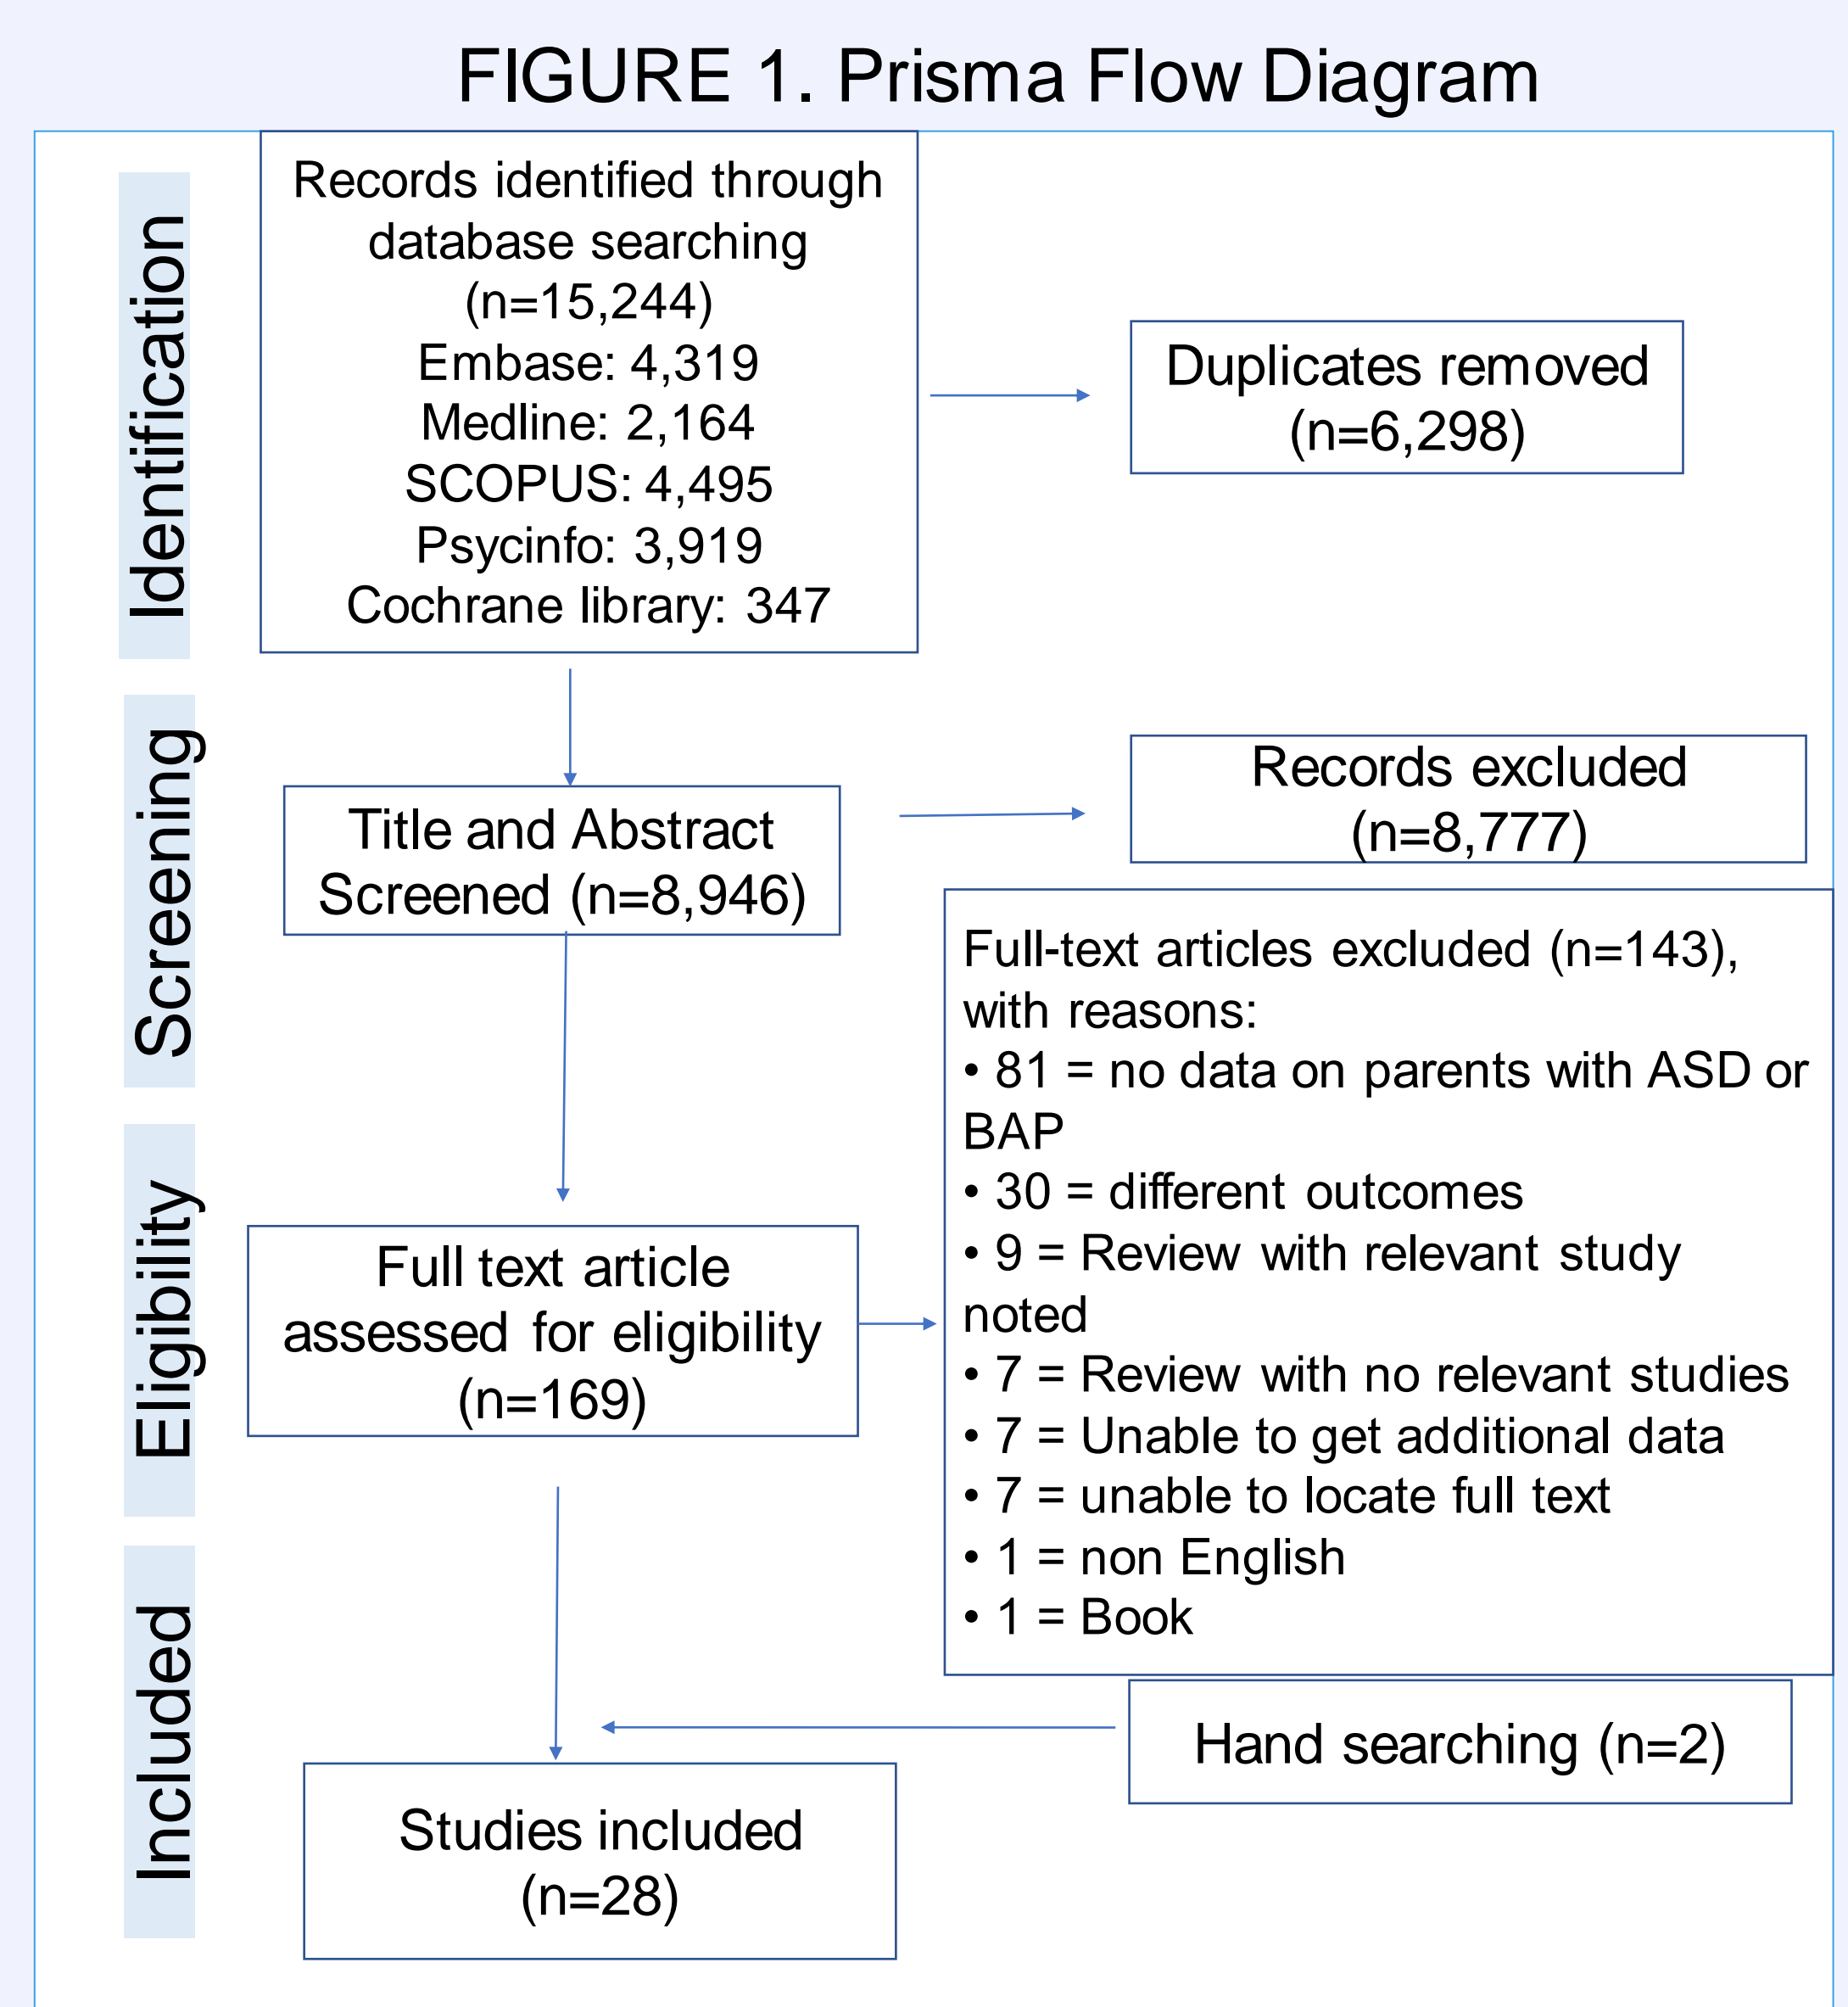 FIGURE 1. Prisma Flow Diagram
Identification
Records identified through
database searching
(n=15,244)
Embase: 4,319
Medline: 2,164
SCOPUS: 4,495
Psycinfo: 3,919
Cochrane library: 347
Duplicates removed
(n=6,298)
Screening
Title and Abstract
Screened (n=8,946)
Records excluded
(n=8,777)
Eligibility
Full text article
assessed for eligibility
(n=169)
Full-text articles excluded (n=143),
with reasons:
• 81 = no data on parents with ASD or
BAP
• 30 = different outcomes
• 9 = Review with relevant study
noted
• 7 = Review with no relevant studies
• 7 = Unable to get additional data
• 7 = unable to locate full text
• 1 = non English
• 1 = Book
Included
Hand searching (n=2)
Studies included
(n=28)